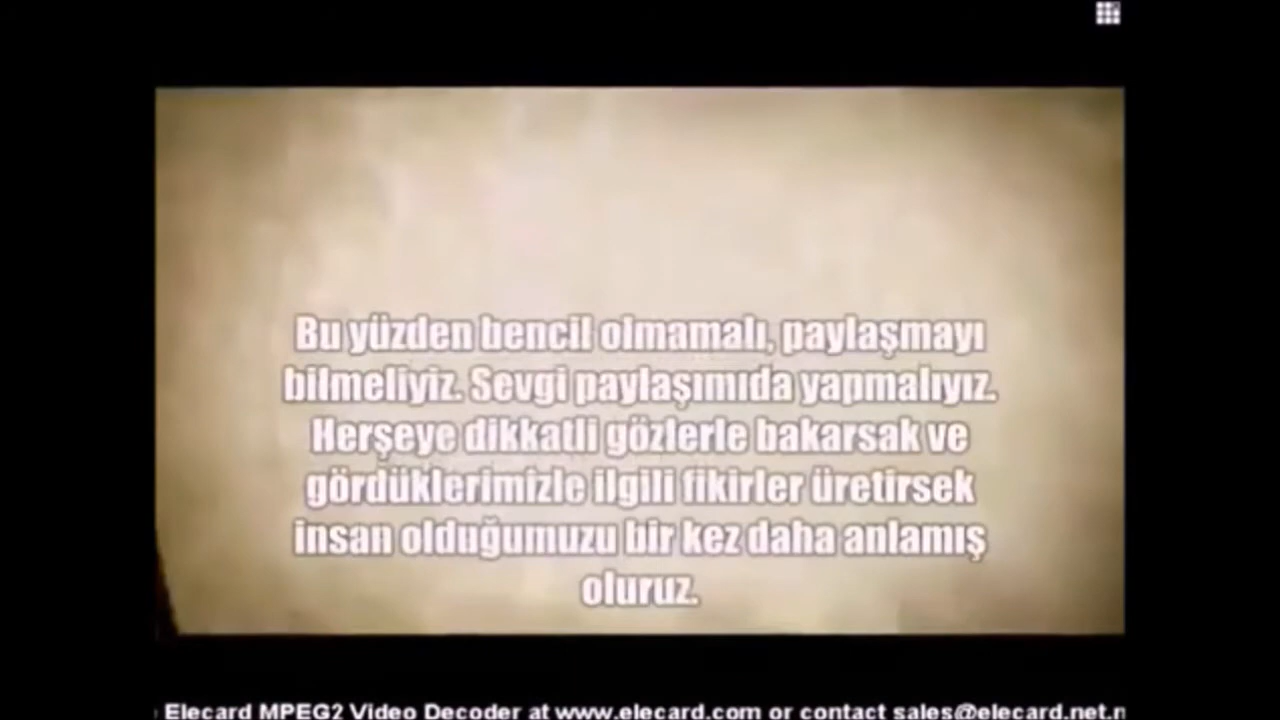 Bu yüzden bencil olmamalı, paylaşmayı
bilmeliyiz. Sevgi paylaşımıda yapmalıyız.
Herşeye dikkatli gözlerle bakarsak ve
gördüklerimizle ilgili fikirler üretirsek
insan olduğumuzu bir kez daha anlamış
oluruz.
Elecard MPEG2 Video Decoder at www.elecard.com or contact sales@elecard.net.n